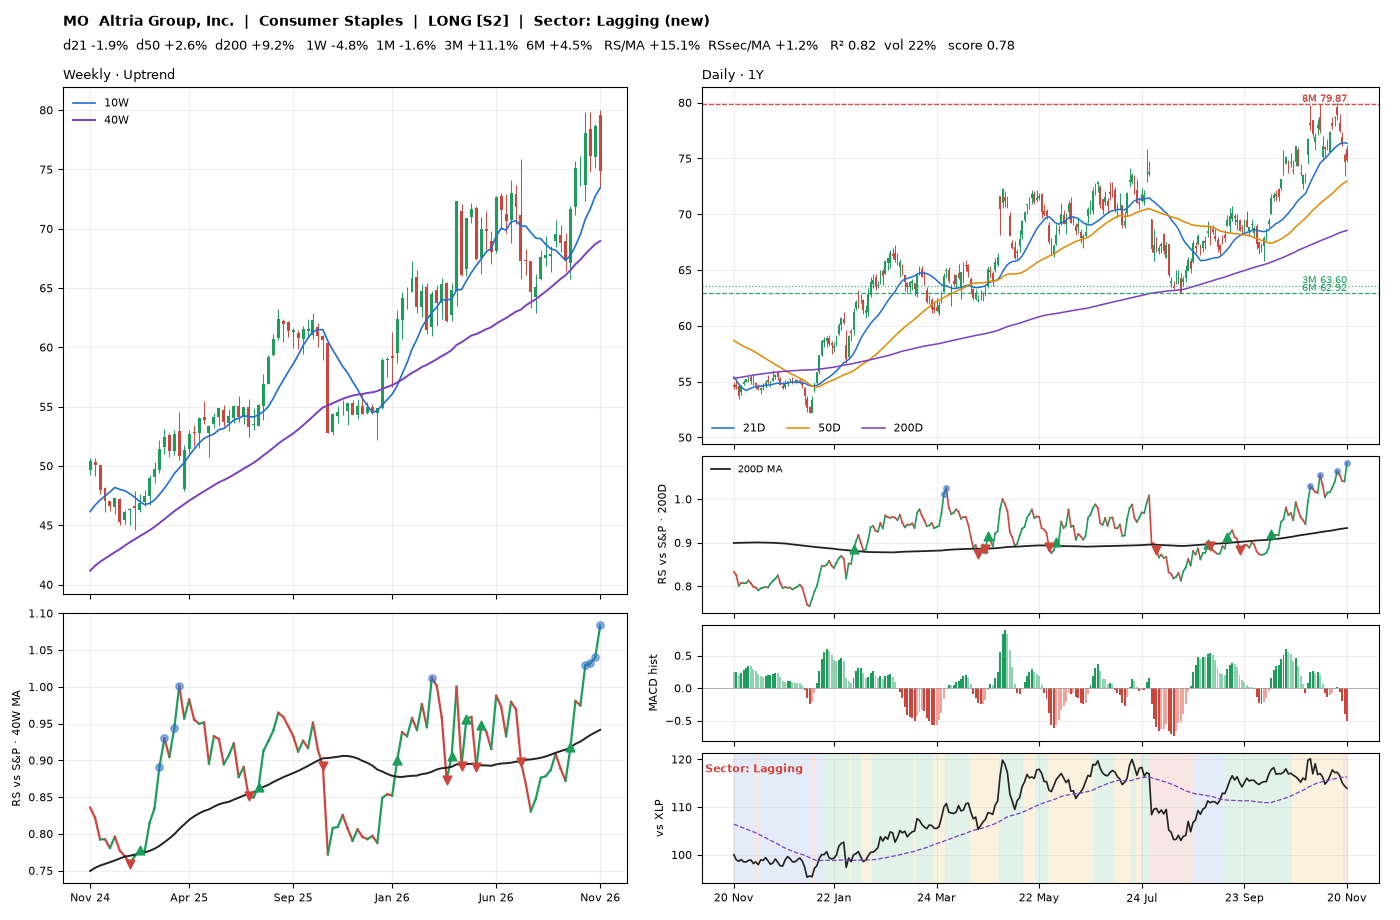 MO  Altria Group, Inc.  |  Consumer Staples  |  LONG [S2]  |  Sector: Lagging (new)
d21 -1.9%  d50 +2.6%  d200 +9.2%   1W -4.8%  1M -1.6%  3M +11.1%  6M +4.5%   RS/MA +15.1%  RSsec/MA +1.2%   R² 0.82  vol 22%   score 0.78
Weekly · Uptrend
10W
40W
80
75
70
65
60
55
50
45
40
RS vs S&P · 40W MA
1.10
1.05
1.00
0.95
0.90
0.85
0.80
0.75
Nov 24
Apr 25
Sep 25
Jan 26
Jun 26
Nov 26
Daily · 1Y
80
75
70
65
60
55
50
6M 79.87
3M 63.60
6M 62.92
21D
50D
200D
RS vs S&P · 200D
200D MA
1.0
0.9
0.8
MACD hist
0.5
0.0
−0.5
vs XLP
Sector: Lagging
120
110
100
20 Nov
22 Jan
24 Mar
22 May
24 Jul
23 Sep
20 Nov